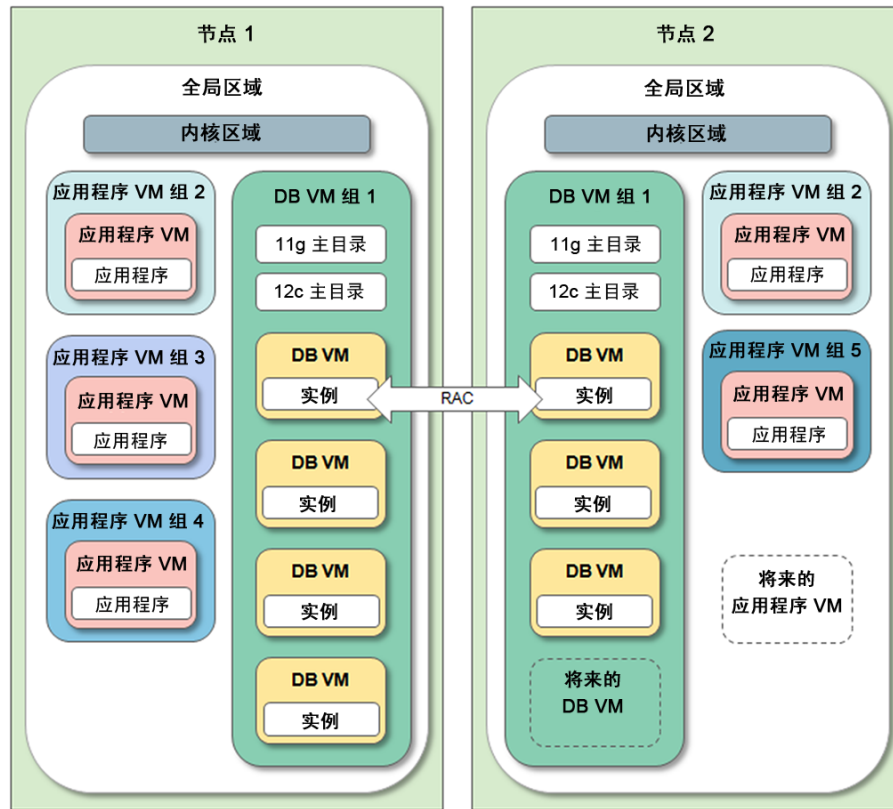 节点 1
全局区域
内核区域
应用程序 VM 组 2
应用程序 VM
应用程序
应用程序 VM 组 3
应用程序 VM
应用程序
应用程序 VM 组 4
应用程序 VM
应用程序
DB VM 组 1
11g 主目录
12c 主目录
DB VM
实例
DB VM
实例
DB VM
实例
DB VM
实例
RAC
节点 2
全局区域
内核区域
DB VM 组 1
11g 主目录
12c 主目录
DB VM
实例
DB VM
实例
DB VM
实例
将来的
DB VM
应用程序 VM 组 2
应用程序 VM
应用程序
应用程序 VM 组 5
应用程序 VM
应用程序
将来的
应用程序 VM